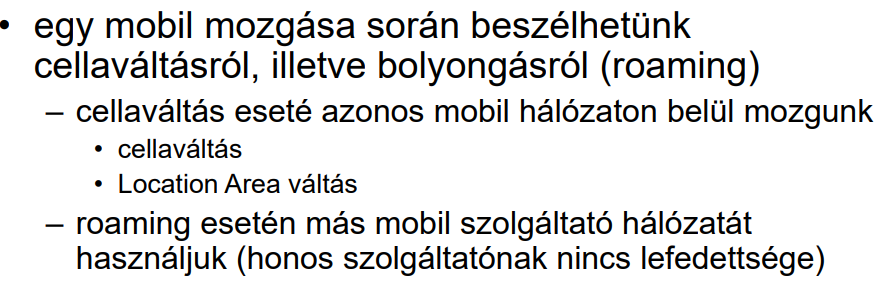 • egy mobil mozgása során beszélhetünk
cellaváltásról, illetve bolyongásról (roaming)
– cellaváltás eseté azonos mobil hálózaton belül mozgunk
• cellaváltás
• Location Area váltás
– roaming esetén más mobil szolgáltató hálózatát
használjuk (honos szolgáltatónak nincs lefedettsége)